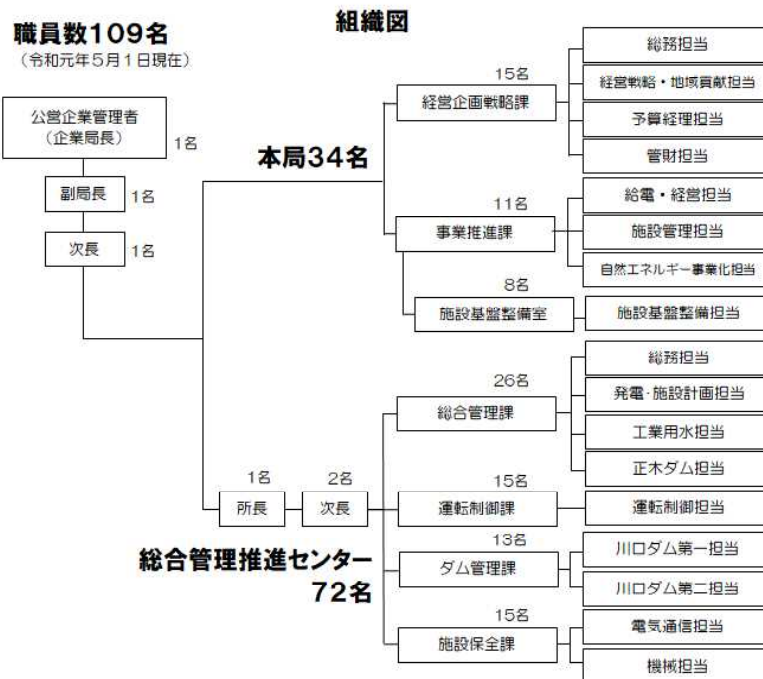 組織図
職員数109名
（令和元年5月1日現在）
公営企業管理者
（企業局長）
1名
副局長
1名
次長
1名
本局34名
15名
経営企画戦略課
総務担当
経営戦略・地域貢献担当
予算経理担当
管財担当
11名
事業推進課
給電・経営担当
施設管理担当
自然エネルギー事業化担当
8名
施設基盤整備室
施設基盤整備担当
総合管理推進センター
72名
1名
所長
2名
次長
26名
総合管理課
総務担当
発電・施設計画担当
工業用水担当
正木ダム担当
15名
運転制御課
運転制御担当
13名
ダム管理課
川口ダム第一担当
川口ダム第二担当
15名
施設保全課
電気通信担当
機械担当